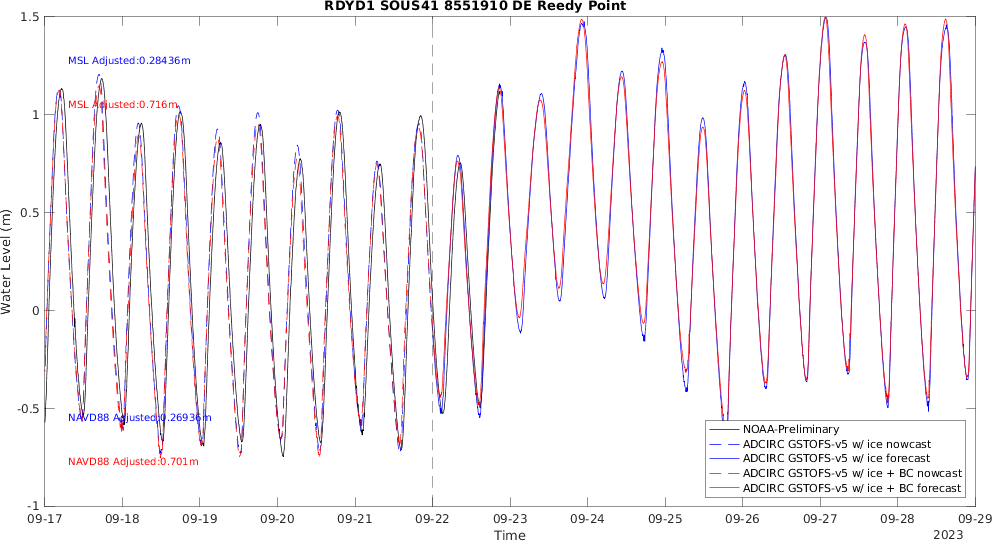 RDYD1 SOUS41 8551910 DE Reedy Point
1.5
MSL Adjusted:0.28436m
MSL Adjusted:0.716m
1
0.5
Water Level (m)
0
NAVD88 Adjusted:0.26936m
-0.5
NOAA-Preliminary
ADCIRC GSTOFS-v5 w/ ice nowcast
ADCIRC GSTOFS-v5 w/ ice forecast
NAVD88 Adjusted:0.701m
ADCIRC GSTOFS-v5 w/ ice + BC nowcast
ADCIRC GSTOFS-v5 w/ ice + BC forecast
-1
09-17 09-18 09-19 09-20 09-21 09-22 09-23 09-24 09-25 09-26 09-27 09-28 09-29
Time
2023